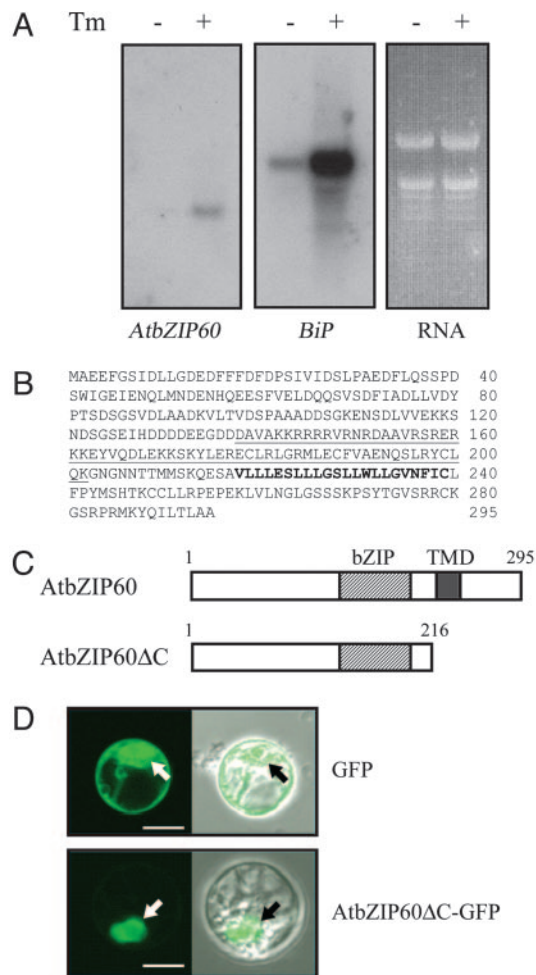 A
Tm - + - + - +
AtbZIP60 BiP RNA
B
MAEEFGSIDLLGDEDFFFDFDPSIVIDSLPAEDFLQSSPD 40
SWIGEIENQLMNDENHQEESFVELDQQSVSDFIADLLVDY 80
PTSDSGSVDLAADKVLTVDSPAAADDSGKENSDLVVEKKS 120
NDSGSEIHDDDDEEGDDDAVAKKRRRRVRNRDAAVRSRER 160
KKEYVQDLEKKSKYLERECLRLGRMLECFVAENQSLRYCL 200
QKGNGNNTTMMSKQESAVLLLESLLLGSLLWLLGVNFICL 240
FPYMSHTKCCLLRPEPEKLVLNGLGSSSKPSYTGVSRRCK 280
GSRPRMKYQILTLAA 295
C
1 bZIP TMD 295
AtbZIP60
1 216
AtbZIP60ΔC
D
GFP
AtbZIP60ΔC-GFP